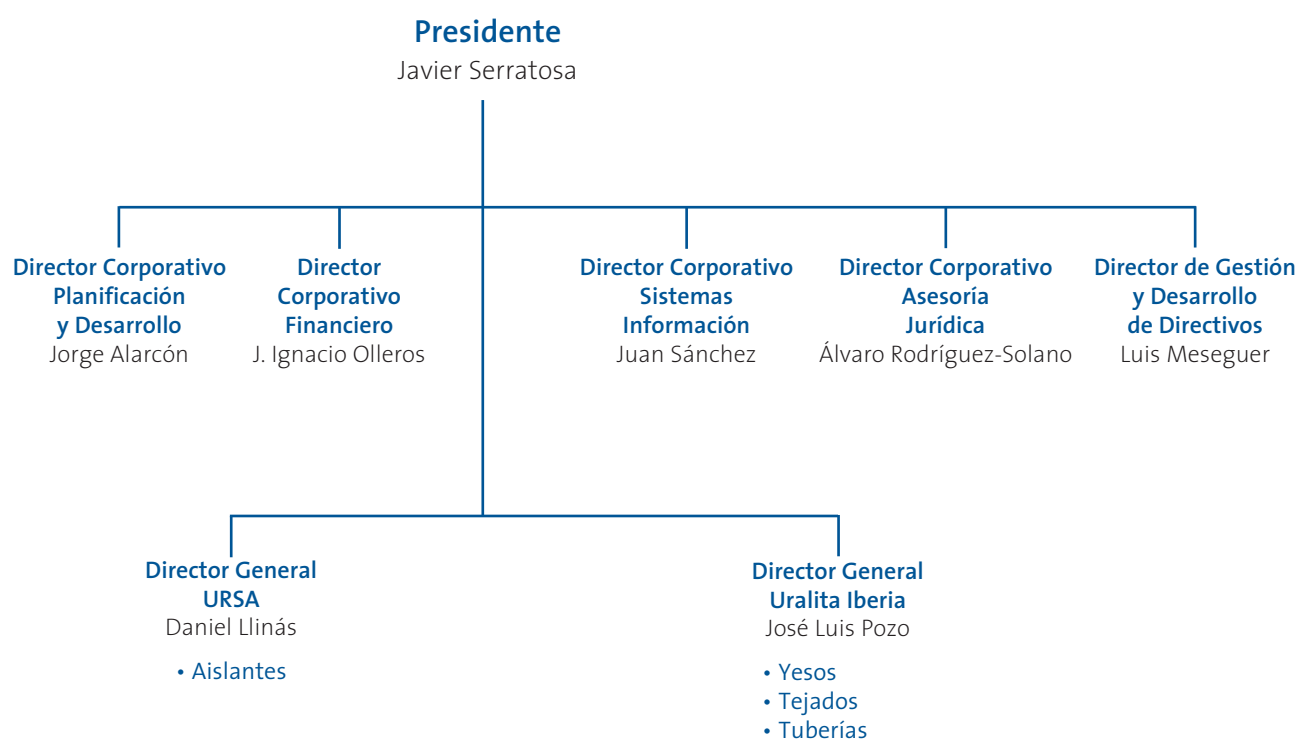 Presidente
Javier Serratosa
Director Corporativo
Planificación
y Desarrollo
Jorge Alarcón
Director
Corporativo
Financiero
J. Ignacio Olleros
Director Corporativo
Sistemas
Información
Juan Sánchez
Director Corporativo
Asesoría
Jurídica
Álvaro Rodríguez-Solano
Director de Gestión
y Desarrollo
de Directivos
Luis Meseguer
Director General
URSA
Daniel Llinás
• Aislantes
Director General
Uralita Iberia
José Luis Pozo
• Yesos
• Tejados
• Tuberías